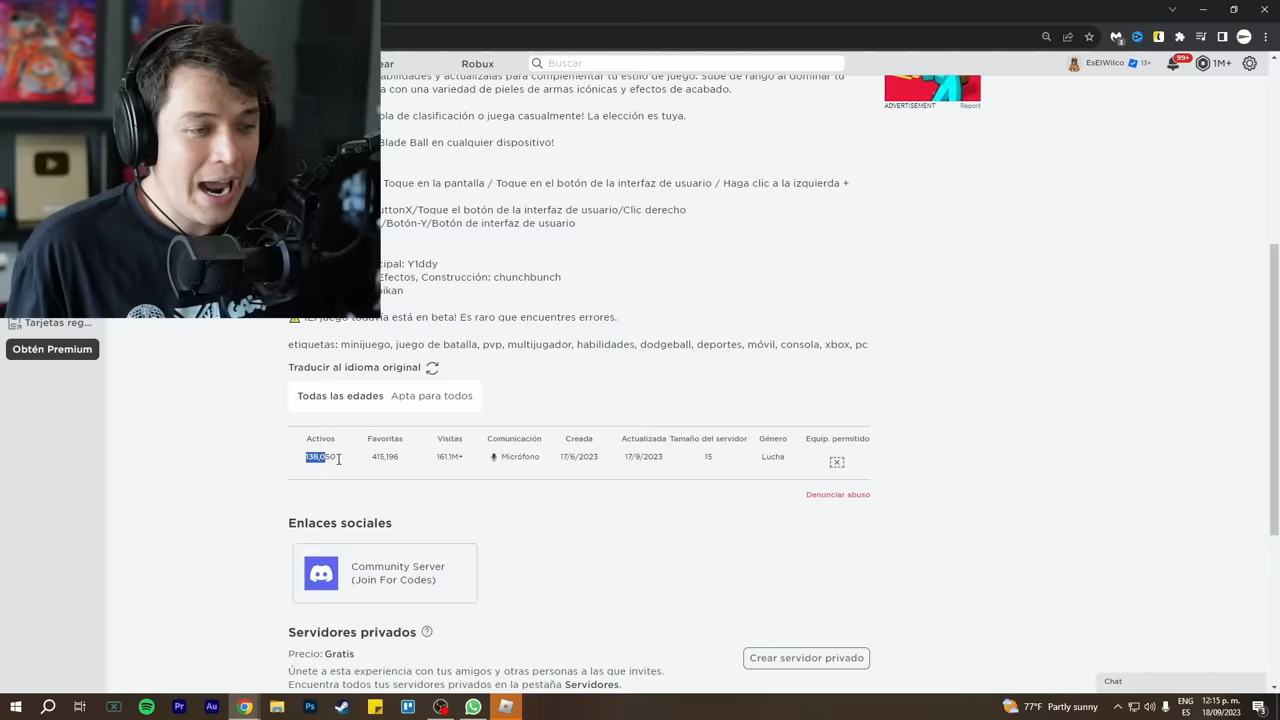 ear
Robux
Buscar
EsElWilco
13+
99+
1M+
abilidades y actualízalas para complementar tu estilo de juego. Sube de rango al dominar tu
a con una variedad de pieles de armas icónicas y efectos de acabado.
ADVERTISEMENT
Report
ola de clasificación o juega casualmente! La elección es tuya.
Blade Ball en cualquier dispositivo!
Toque en la pantalla / Toque en el botón de la interfaz de usuario / Haga clic a la izquierda +
uttonX/Toque el botón de la interfaz de usuario/Clic derecho
/Botón-Y/Botón de interfaz de usuario
cipal: Y1ddy
Efectos, Construcción: chunchbunch
pikan
¡El juego todavía está en beta! Es raro que encuentres errores.
Tarjetas reg...
Obtén Premium
etiquetas: minijuego, juego de batalla, pvp, multijugador, habilidades, dodgeball, deportes, móvil, consola, xbox, pc
Traducir al idioma original
Todas las edades Apta para todos
Activos Favoritas Visitas Comunicación Creada Actualizada Tamaño del servidor Género Equip. permitido
138,050 415,196 161.1M+ Micrófono 17/6/2023 17/9/2023 15 Lucha
Denunciar abuso
Enlaces sociales
Community Server
(Join For Codes)
Servidores privados
Precio: Gratis
Crear servidor privado
Únete a esta experiencia con tus amigos y otras personas a las que invites.
Encuentra todos tus servidores privados en la pestaña Servidores.
Chat
Pr
Au
Ps
77°F Partly sunny
ESP
ES
12:15 p. m.
18/09/2023